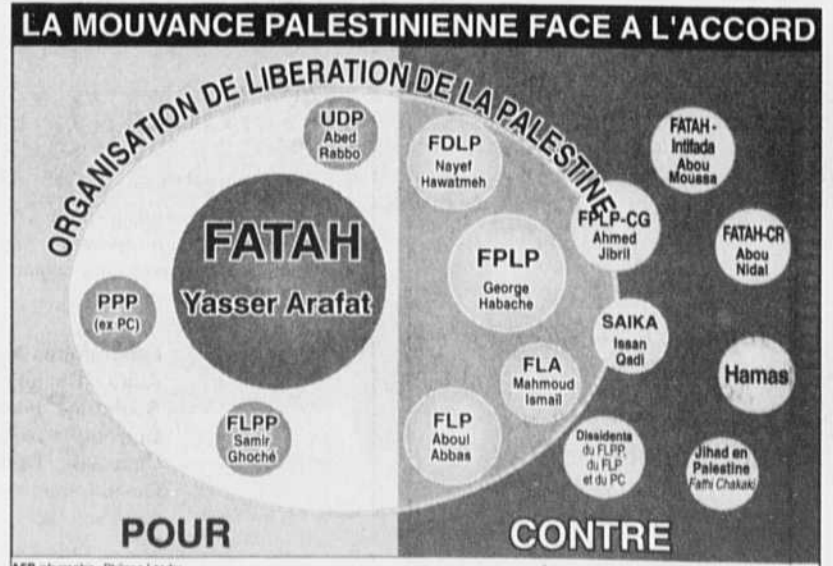 LA MOUVANCE PALESTINIENNE FACE A L'ACCORD
ORGANISATION DE LIBERATION DE LA PALESTINE
UDP
Abed
Rabbo
FATAH
Yasser Arafat
PPP
(ex PC)
FLPP
Samir
Ghoché
POUR
FDLP
Nayef
Hawatmeh
FPLP
George
Habache
FLA
Mahmoud
Ismail
FLP
Aboul
Abbas
FPLP-CG
Ahmed
Jibril
SAIKA
Issan
Qadi
Dissidents
du FLPP,
du FLP
et du PC
FATAH-
Intifada
Abou
Moussa
FATAH-CR
Abou
Nidal
Hamas
Jihad en
Palestine
Fathi Chakaki
CONTRE